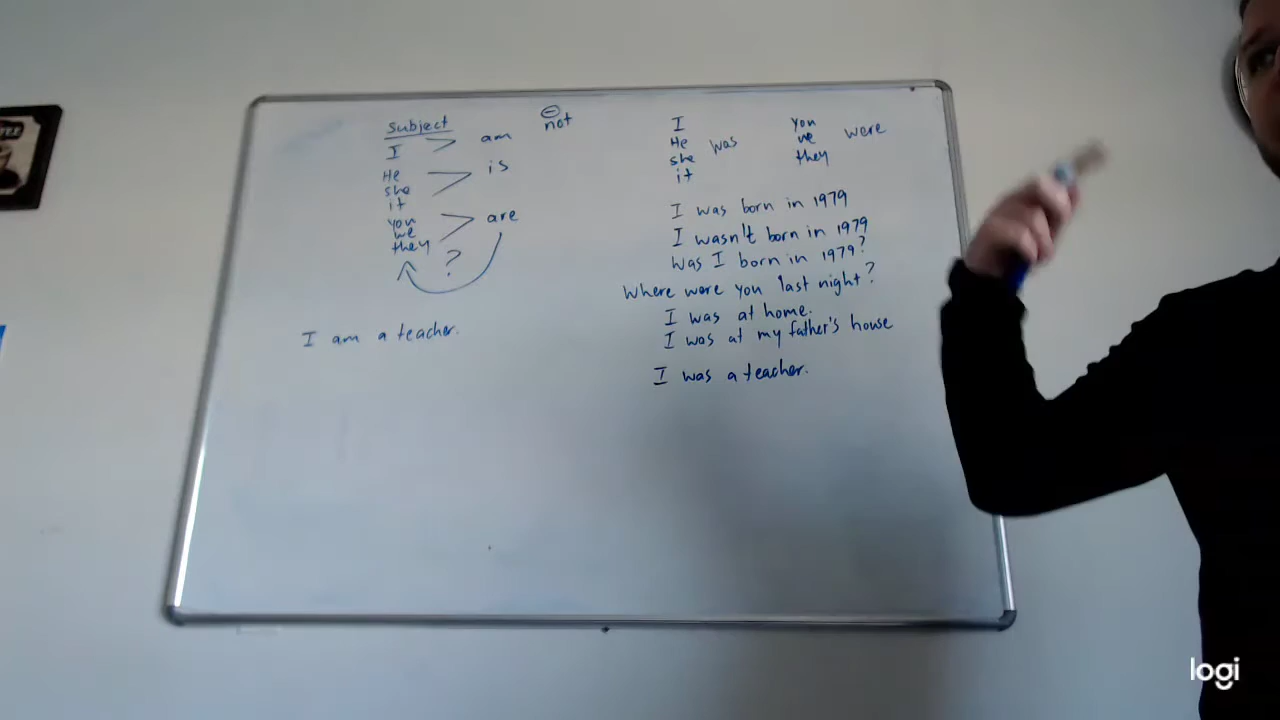 Subject
I > am
⊖
not
He
she > is
it
You
we > are
they
?
I am a teacher.
I
He was
she
it
You
we were
they
I was born in 1979
I wasn't born in 1979
Was I born in 1979?
Where were you last night?
I was at home.
I was at my father's house
I was a teacher.
logi